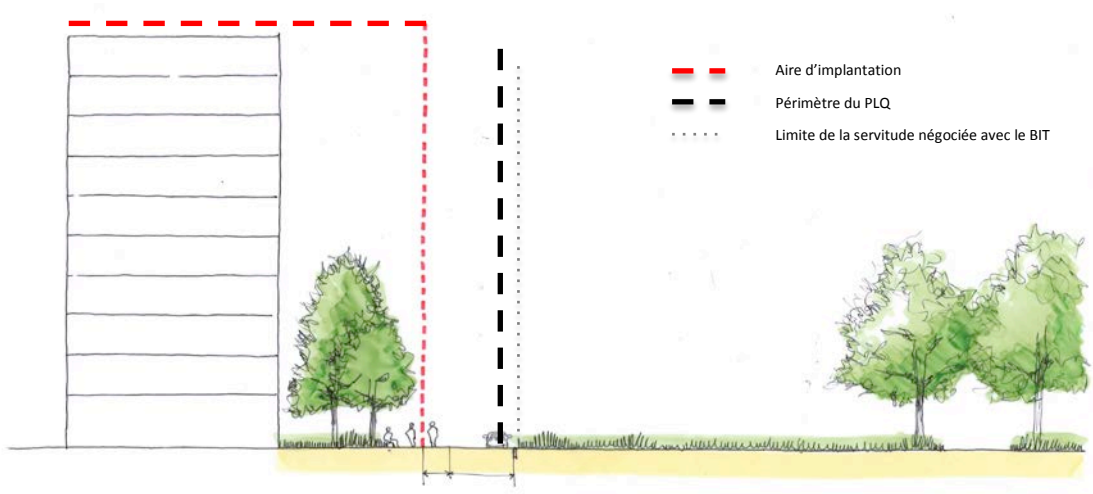 Aire d'implantation
Périmètre du PLQ
Limite de la servitude négociée avec le BIT